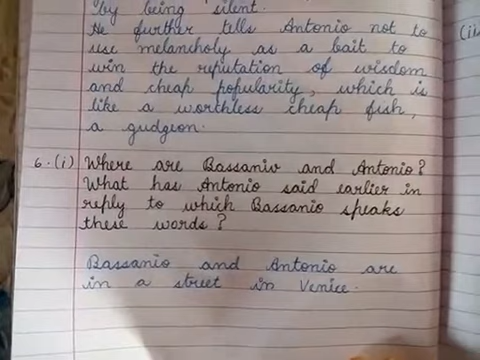 by being silent.
He further tells Antonio not to
use melancholy as a bait to
win the reputation of wisdom
and cheap popularity, which is
like a worthless cheap fish,
a gudgeon.
6. (i) Where are Bassanio and Antonio?
What has Antonio said earlier in
reply to which Bassanio speaks
these words?
Bassanio and Antonio are
in a street in Venice.
(ii